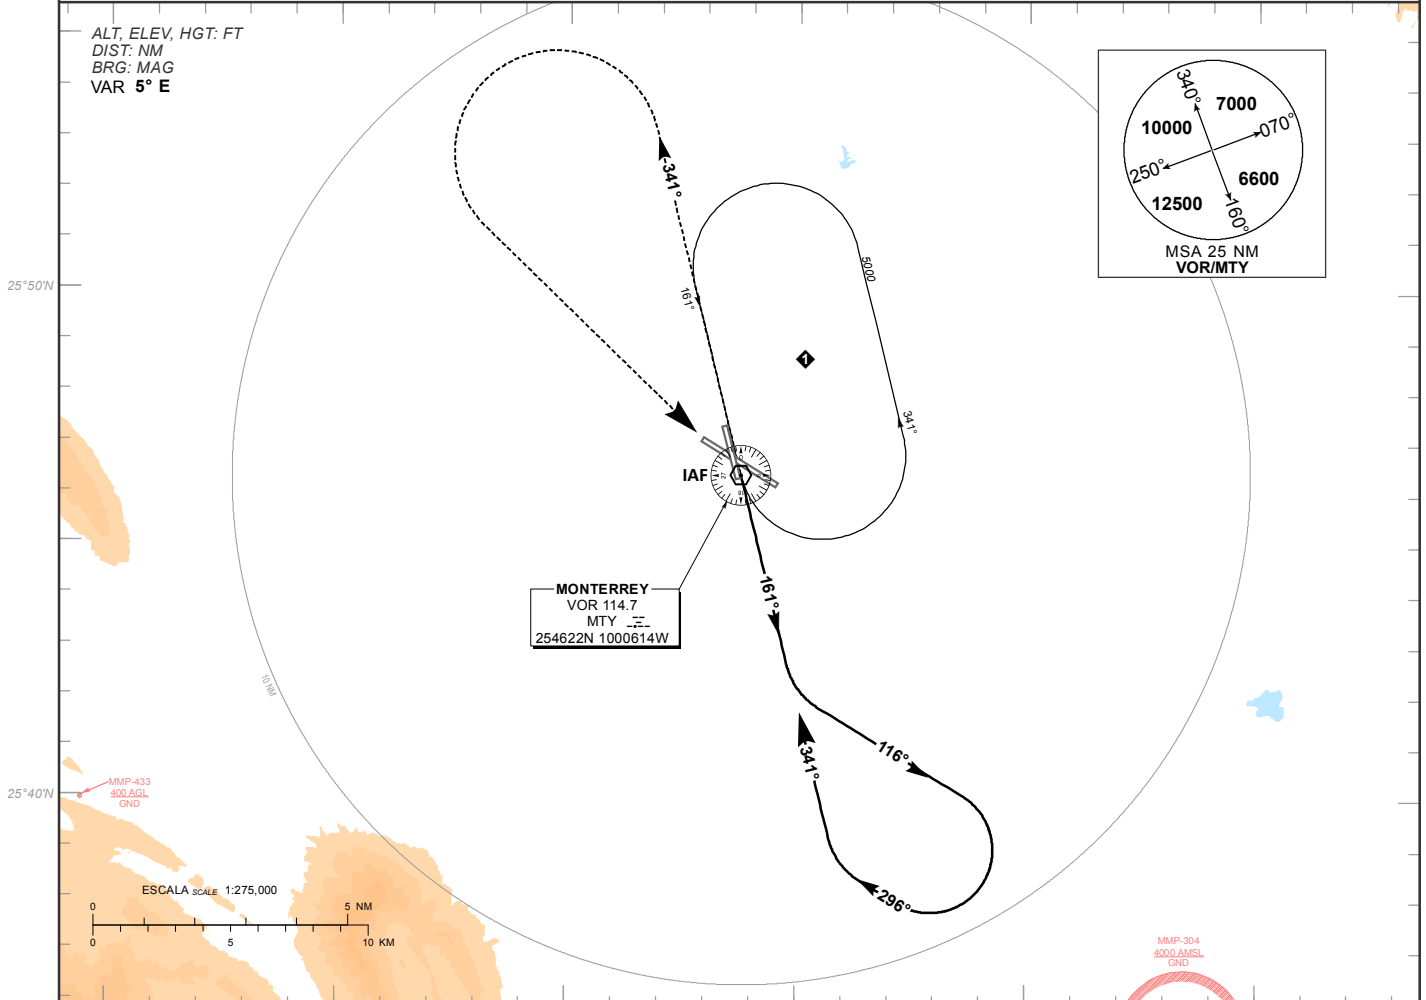 ALT, ELEV, HGT: FT
DIST: NM
BRG: MAG
VAR 5° E
340°
7000
10000
070°
250°
6600
12500
160°
MSA 25 NM
VOR/MTY
341°
5000
25°50'N
161°
1
341°
IAF
27
MONTERREY
VOR 114.7
MTY
254622N 1000614W
161°
10 NM
116°
341°
MMP-433
400 AGL
GND
25°40'N
ESCALA SCALE 1:275,000
0 5 NM
0 5 10 KM
296°
MMP-304
4000 AMSL
GND